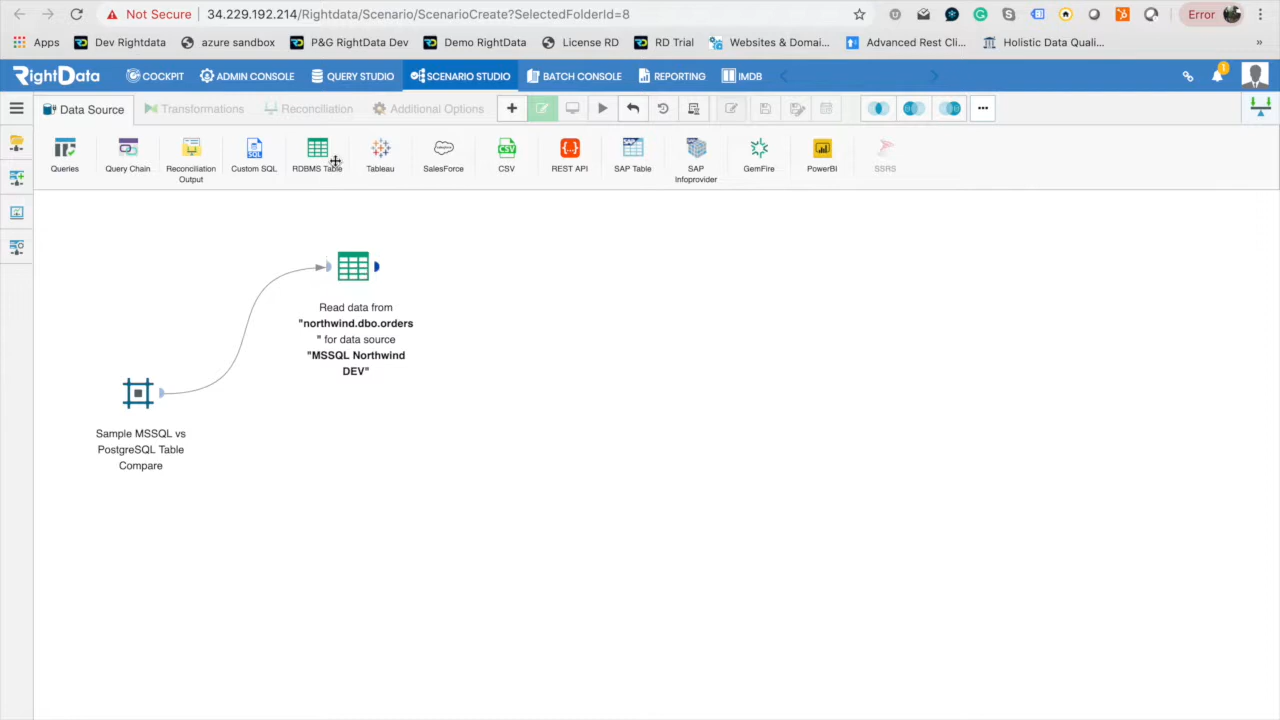 Not Secure 34.229.192.214/Rightdata/Scenario/ScenarioCreate?SelectedFolderId=8 Error
Apps Dev Rightdata azure sandbox P&G RightData Dev Demo RightData License RD RD Trial Websites & Domai... Advanced Rest Cli... Holistic Data Quali... »
RightData COCKPIT ADMIN CONSOLE QUERY STUDIO SCENARIO STUDIO BATCH CONSOLE REPORTING IMDB 1
Data Source Transformations Reconciliation Additional Options
SQL CSV
Queries Query Chain Reconciliation Output Custom SQL RDBMS Table Tableau SalesForce CSV REST API SAP Table SAP Infoprovider GemFire PowerBI SSRS
Read data from
"northwind.dbo.orders
" for data source
"MSSQL Northwind
DEV"
Sample MSSQL vs
PostgreSQL Table
Compare